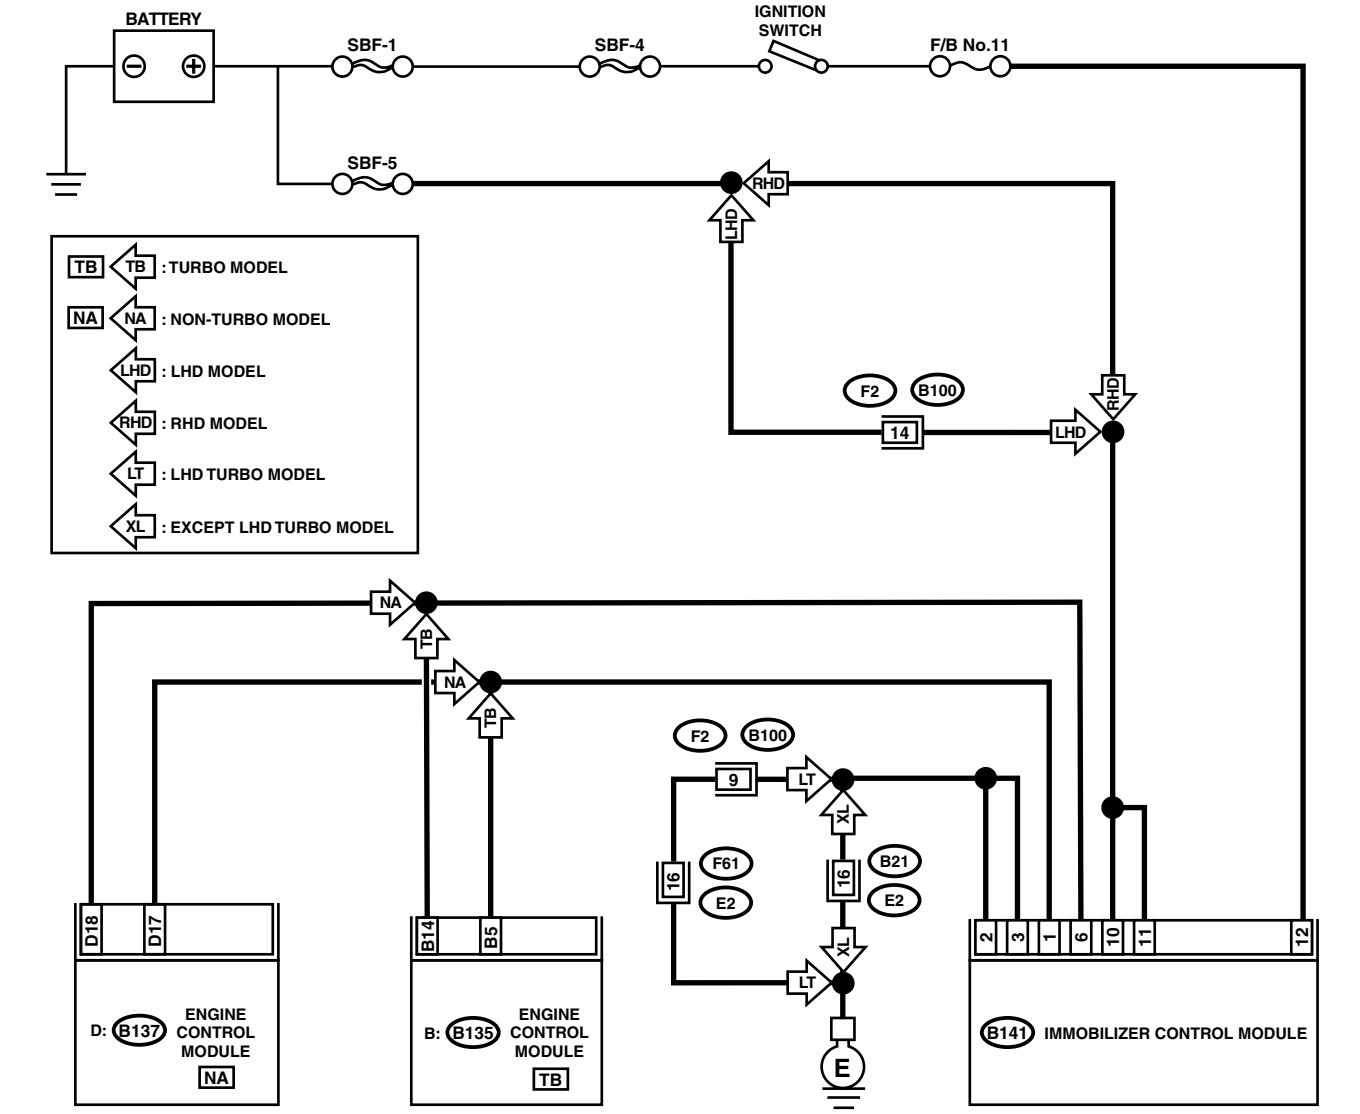 BATTERY
IGNITION
SWITCH
SBF-1
SBF-4
F/B No.11
SBF-5
RHD
LHD
TB TB : TURBO MODEL
NA NA : NON-TURBO MODEL
LHD : LHD MODEL
RHD : RHD MODEL
LT : LHD TURBO MODEL
XL : EXCEPT LHD TURBO MODEL
RHD
F2 B100
14
LHD
NA
TB
NA
TB
F2 B100
9
LT
XL
16
F61
E2
16
B21
E2
XL
LT
E
D18 D17
B14 B5
2 3 1 6 10 11 12
D: B137
ENGINE
CONTROL
MODULE
NA
B: B135
ENGINE
CONTROL
MODULE
TB
B141 IMMOBILIZER CONTROL MODULE